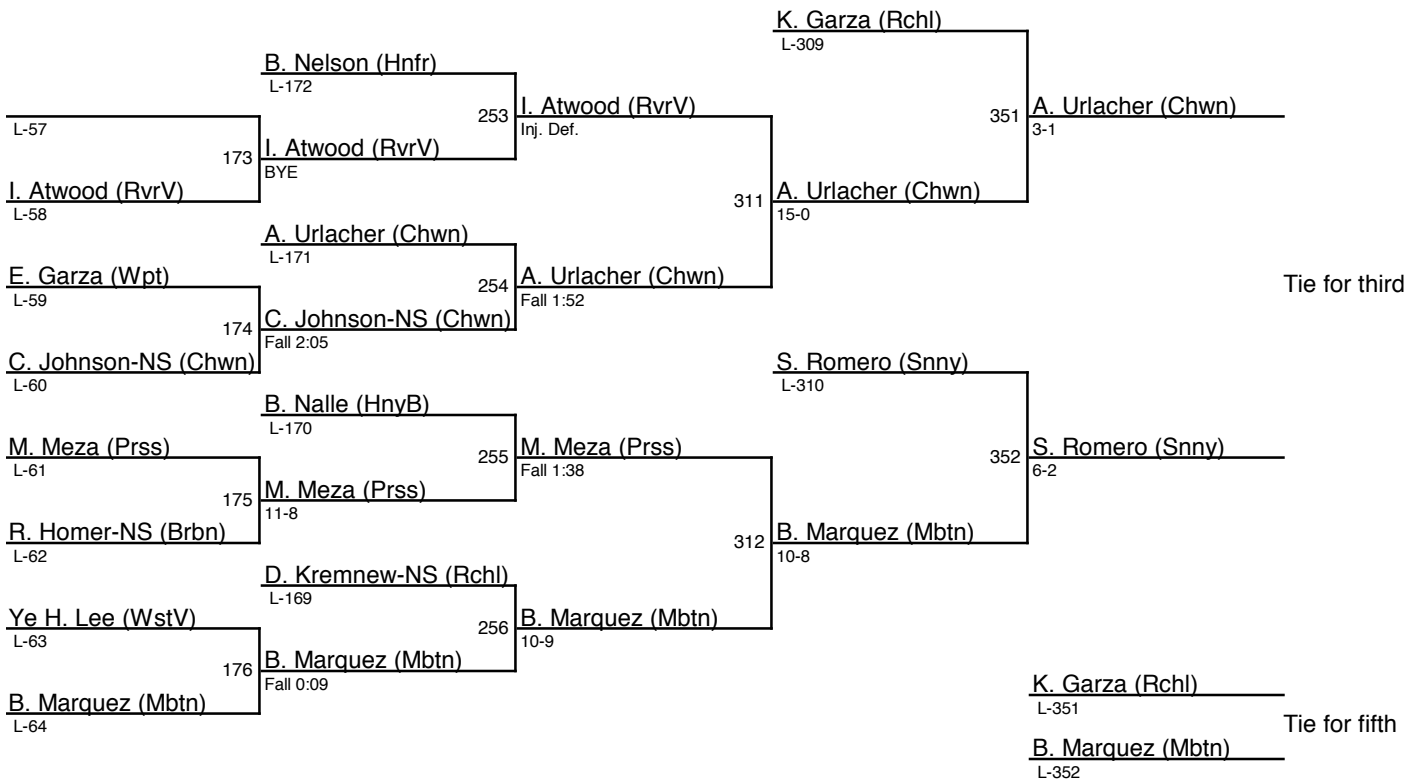 K. Garza (Rchl)
L-309
B. Nelson (Hnfr)
L-172
253
I. Atwood (RvrV)
Inj. Def.
351
A. Urlacher (Chwn)
3-1
L-57
173
I. Atwood (RvrV)
BYE
I. Atwood (RvrV)
L-58
311
A. Urlacher (Chwn)
15-0
A. Urlacher (Chwn)
L-171
E. Garza (Wpt)
L-59
254
A. Urlacher (Chwn)
Fall 1:52
Tie for third
174
C. Johnson-NS (Chwn)
Fall 2:05
C. Johnson-NS (Chwn)
L-60
S. Romero (Snny)
L-310
B. Nalle (HnyB)
L-170
M. Meza (Prss)
L-61
255
M. Meza (Prss)
Fall 1:38
352
S. Romero (Snny)
6-2
175
M. Meza (Prss)
11-8
R. Homer-NS (Brbn)
L-62
312
B. Marquez (Mbtn)
10-8
D. Kremnew-NS (Rchl)
L-169
Ye H. Lee (WstV)
L-63
256
B. Marquez (Mbtn)
10-9
176
B. Marquez (Mbtn)
Fall 0:09
B. Marquez (Mbtn)
L-64
K. Garza (Rchl)
L-351
Tie for fifth
B. Marquez (Mbtn)
L-352